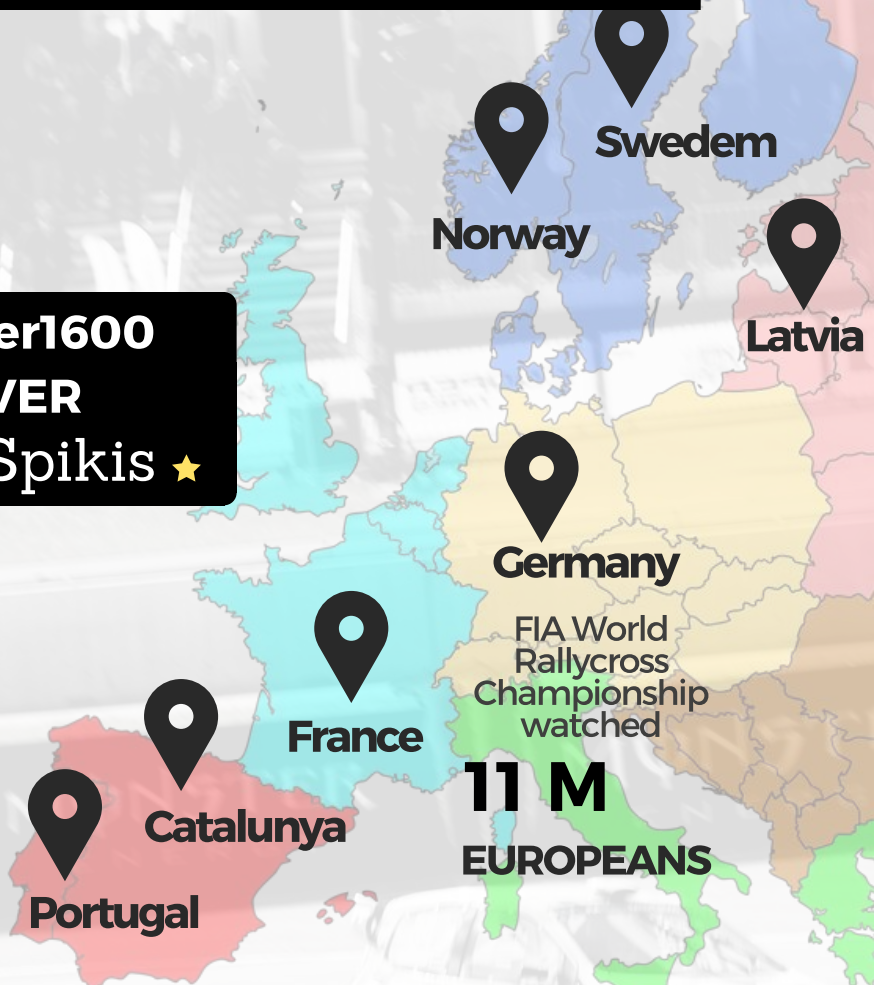 Swedem
Norway
Latvia
er1600
VER
Spikis
Germany
FIA World
Rallycross
Championship
watched
France
11 M
EUROPEANS
Catalunya
Portugal